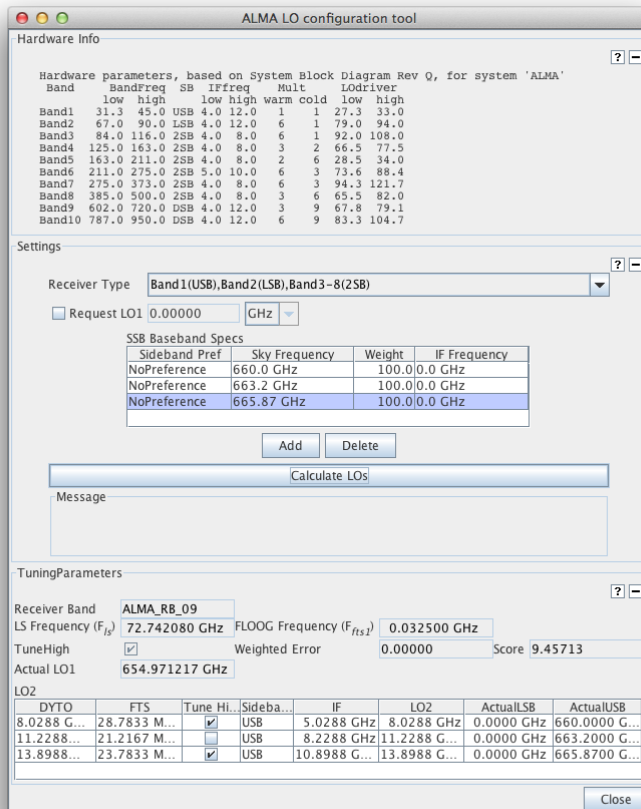 ALMA LO configuration tool
Hardware Info
? −
Hardware parameters, based on System Block Diagram Rev Q, for system 'ALMA'
Band BandFreq SB IFfreq Mult LOdriver
low high low high warm cold low high
Band1 31.3 45.0 USB 4.0 12.0 1 1 27.3 33.0
Band2 67.0 90.0 LSB 4.0 12.0 6 1 79.0 94.0
Band3 84.0 116.0 2SB 4.0 8.0 6 1 92.0 108.0
Band4 125.0 163.0 2SB 4.0 8.0 3 2 66.5 77.5
Band5 163.0 211.0 2SB 4.0 8.0 2 6 28.5 34.0
Band6 211.0 275.0 2SB 5.0 10.0 6 3 73.6 88.4
Band7 275.0 373.0 2SB 4.0 8.0 6 3 94.3 121.7
Band8 385.0 500.0 2SB 4.0 8.0 3 6 65.5 82.0
Band9 602.0 720.0 DSB 4.0 12.0 3 9 67.8 79.1
Band10 787.0 950.0 DSB 4.0 12.0 6 9 83.3 104.7
Settings
? −
Receiver Type Band1(USB),Band2(LSB),Band3-8(2SB)
Request LO1 0.00000 GHz
SSB Baseband Specs
Sideband Pref Sky Frequency Weight IF Frequency
NoPreference 660.0 GHz 100.0 0.0 GHz
NoPreference 663.2 GHz 100.0 0.0 GHz
NoPreference 665.87 GHz 100.0 0.0 GHz
Add Delete
Calculate LOs
Message
TuningParameters
? −
Receiver Band ALMA_RB_09
LS Frequency (F_ls) 72.742080 GHz FLOOG Frequency (F_fts1) 0.032500 GHz
TuneHigh Weighted Error 0.00000 Score 9.45713
Actual LO1 654.971217 GHz
LO2
DYTO FTS Tune Hi... Sideba... IF LO2 ActualLSB ActualUSB
8.0288 G... 28.7833 M... USB 5.0288 GHz 8.0288 G... 0.0000 GHz 660.0000 G...
11.2288... 21.2167 M... USB 8.2288 GHz 11.2288 G... 0.0000 GHz 663.2000 G...
13.8988... 23.7833 M... USB 10.8988 GHz 13.8988 G... 0.0000 GHz 665.8700 G...
Close